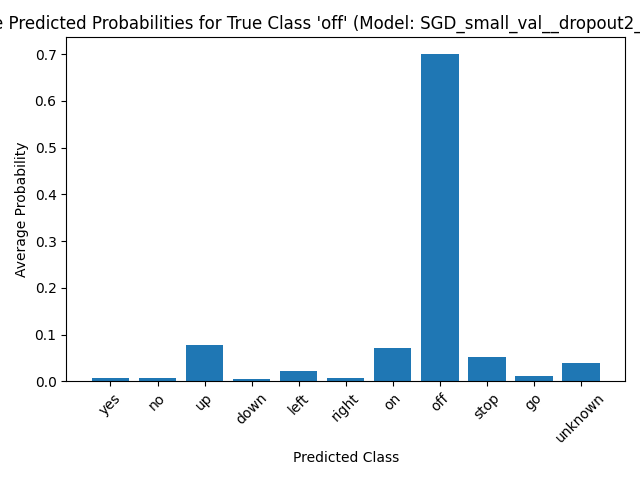 e Predicted Probabilities for True Class 'off' (Model: SGD_small_val__dropout2_
0.7
0.6
0.5
0.4
0.3
0.2
0.1
0.0
Average Probability
yes
no
up
down
left
right
on
off
stop
go
unknown
Predicted Class